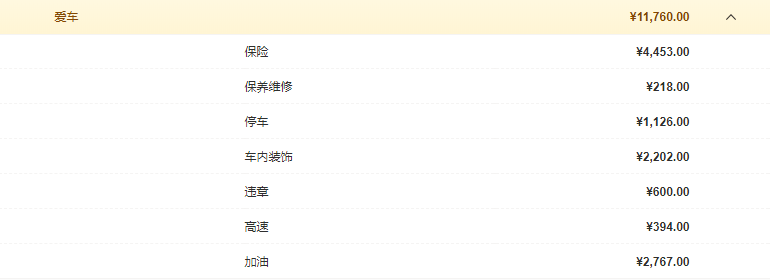 爱车 ¥11,760.00
保险 ¥4,453.00
保养维修 ¥218.00
停车 ¥1,126.00
车内装饰 ¥2,202.00
违章 ¥600.00
高速 ¥394.00
加油 ¥2,767.00